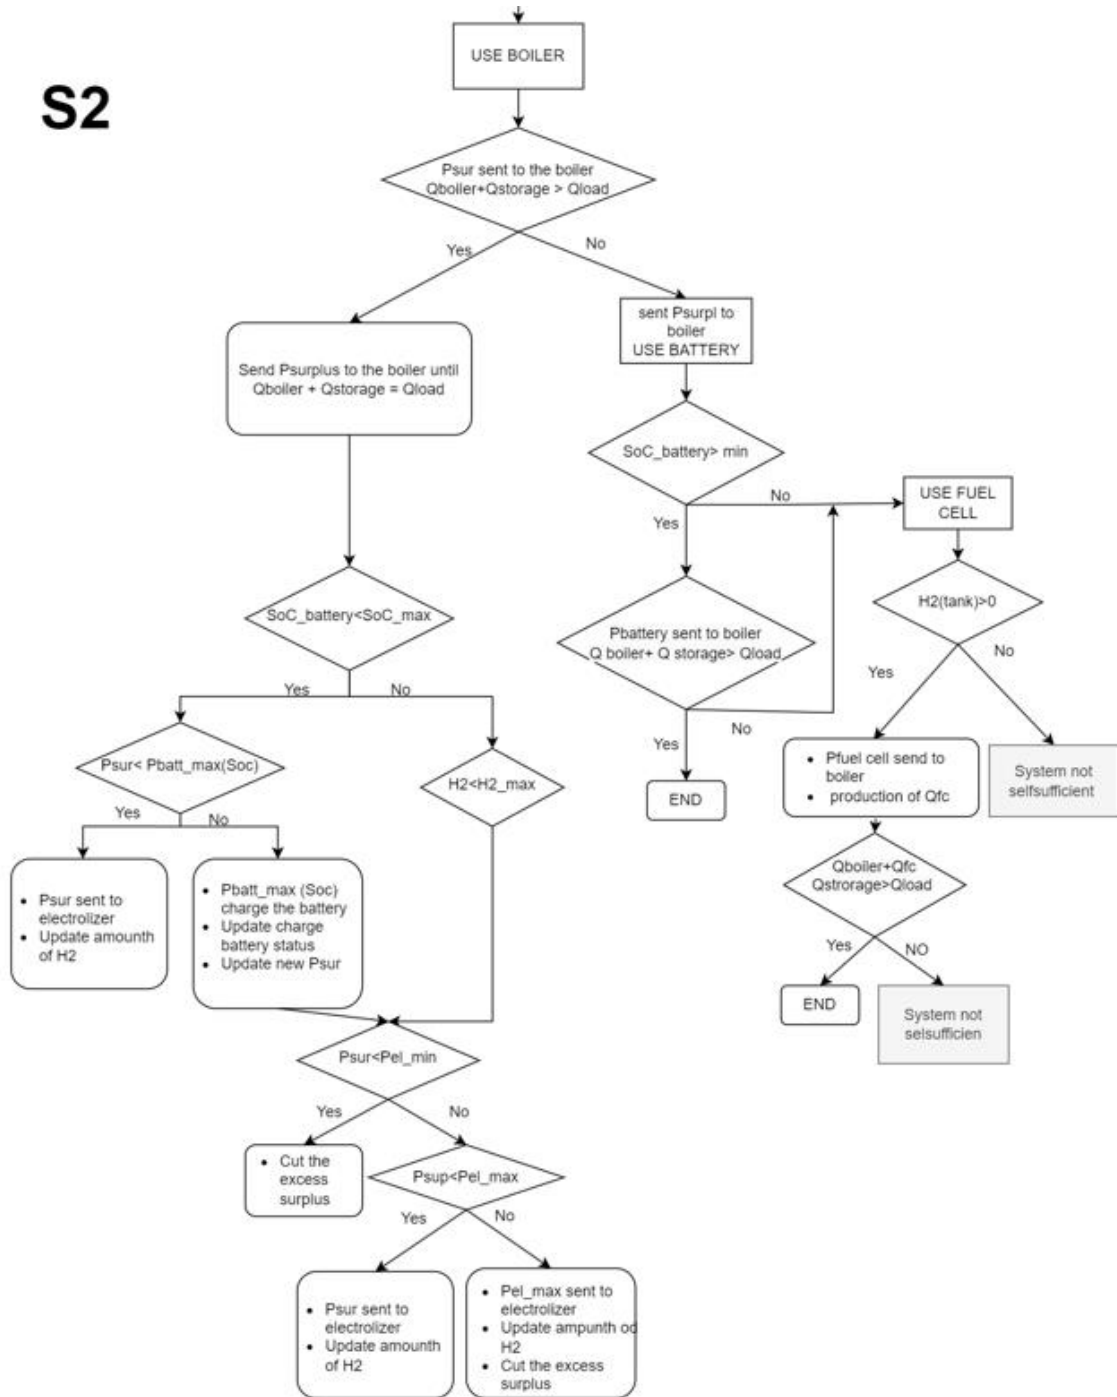 USE BOILER
S2
Psur sent to the boiler
Qboiler+Qstorage > Qload
Yes
No
Send Psurplus to the boiler until
Qboiler + Qstorage = Qload
sent Psurpl to
boiler
USE BATTERY
SoC_battery> min
No
Yes
USE FUEL
CELL
H2(tank)>0
Pbattery sent to boiler
Q boiler+ Q storage> Qload
Yes
No
No
Yes
END
Pfuel cell send to
boiler
production of Qfc
System not
selfsufficient
Qboiler+Qfc
Qstrorage>Qload
Yes
NO
END
System not
selsufficien
SoC_battery<SoC_max
Yes
No
Psur< Pbatt_max(Soc)
H2<H2_max
Yes
No
Psur sent to
electrolizer
Update amounth
of H2
Pbatt_max (Soc)
charge the battery
Update charge
battery status
Update new Psur
Psur<Pel_min
Yes
No
Cut the
excess
surplus
Psup<Pel_max
Yes
No
Psur sent to
electrolizer
Update amounth
of H2
Pel_max sent to
electrolizer
Update ampunth od
H2
Cut the excess
surplus